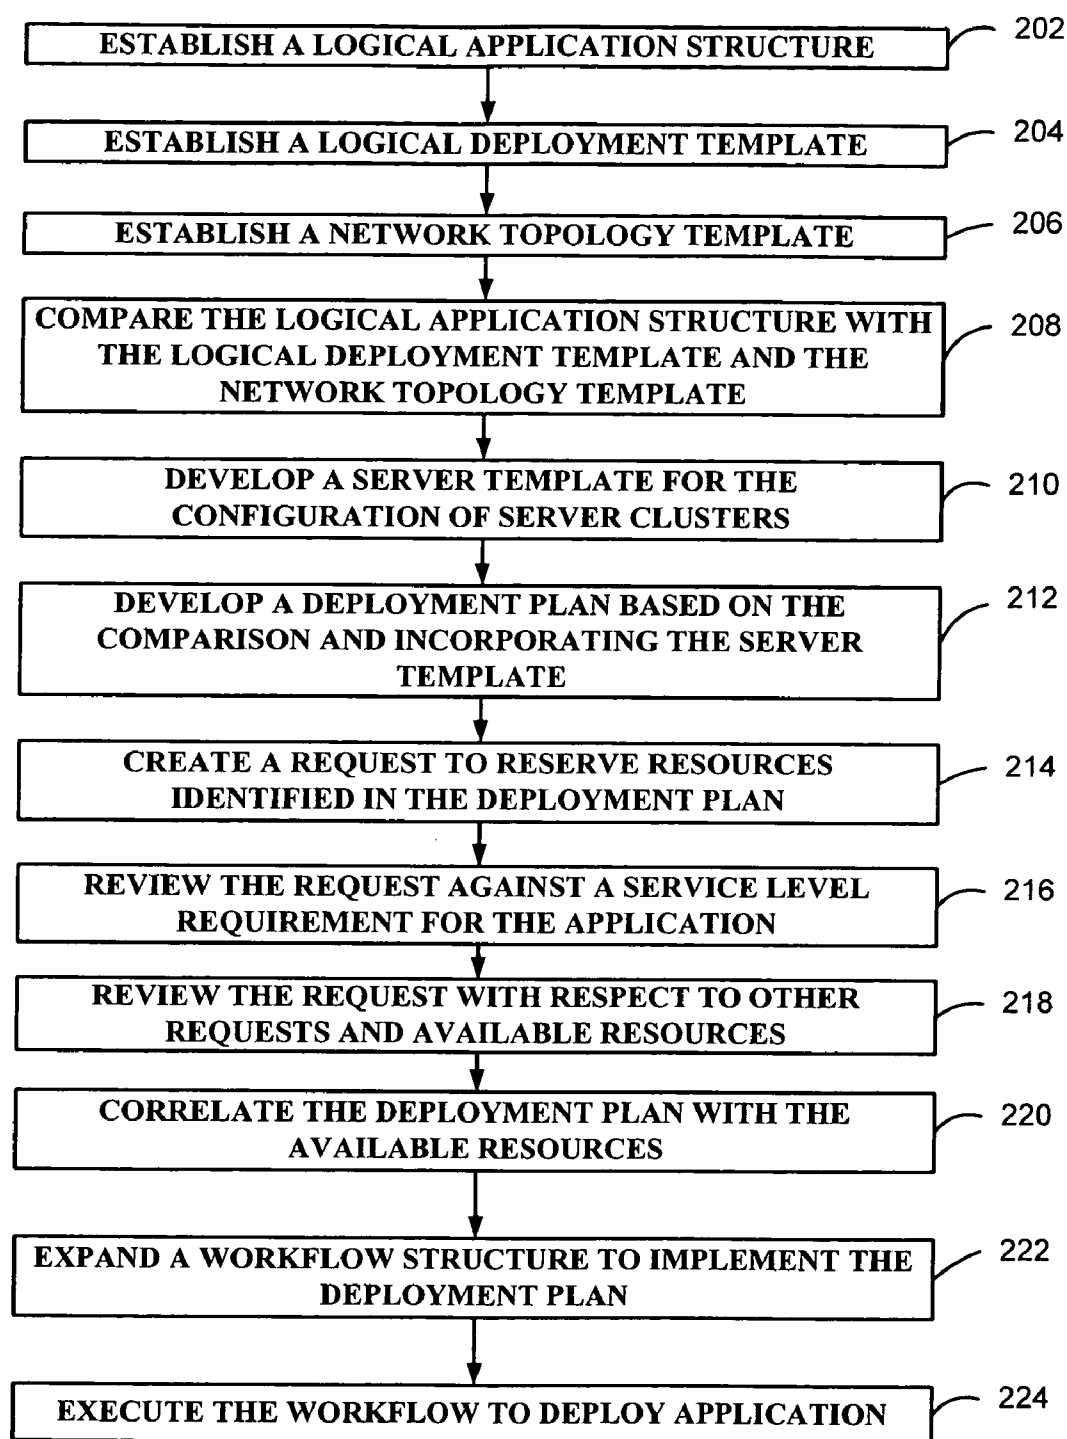 ESTABLISH A LOGICAL APPLICATION STRUCTURE
202
ESTABLISH A LOGICAL DEPLOYMENT TEMPLATE
204
ESTABLISH A NETWORK TOPOLOGY TEMPLATE
206
COMPARE THE LOGICAL APPLICATION STRUCTURE WITH
THE LOGICAL DEPLOYMENT TEMPLATE AND THE
NETWORK TOPOLOGY TEMPLATE
208
DEVELOP A SERVER TEMPLATE FOR THE
CONFIGURATION OF SERVER CLUSTERS
210
DEVELOP A DEPLOYMENT PLAN BASED ON THE
COMPARISON AND INCORPORATING THE SERVER
TEMPLATE
212
CREATE A REQUEST TO RESERVE RESOURCES
IDENTIFIED IN THE DEPLOYMENT PLAN
214
REVIEW THE REQUEST AGAINST A SERVICE LEVEL
REQUIREMENT FOR THE APPLICATION
216
REVIEW THE REQUEST WITH RESPECT TO OTHER
REQUESTS AND AVAILABLE RESOURCES
218
CORRELATE THE DEPLOYMENT PLAN WITH THE
AVAILABLE RESOURCES
220
EXPAND A WORKFLOW STRUCTURE TO IMPLEMENT THE
DEPLOYMENT PLAN
222
EXECUTE THE WORKFLOW TO DEPLOY APPLICATION
224